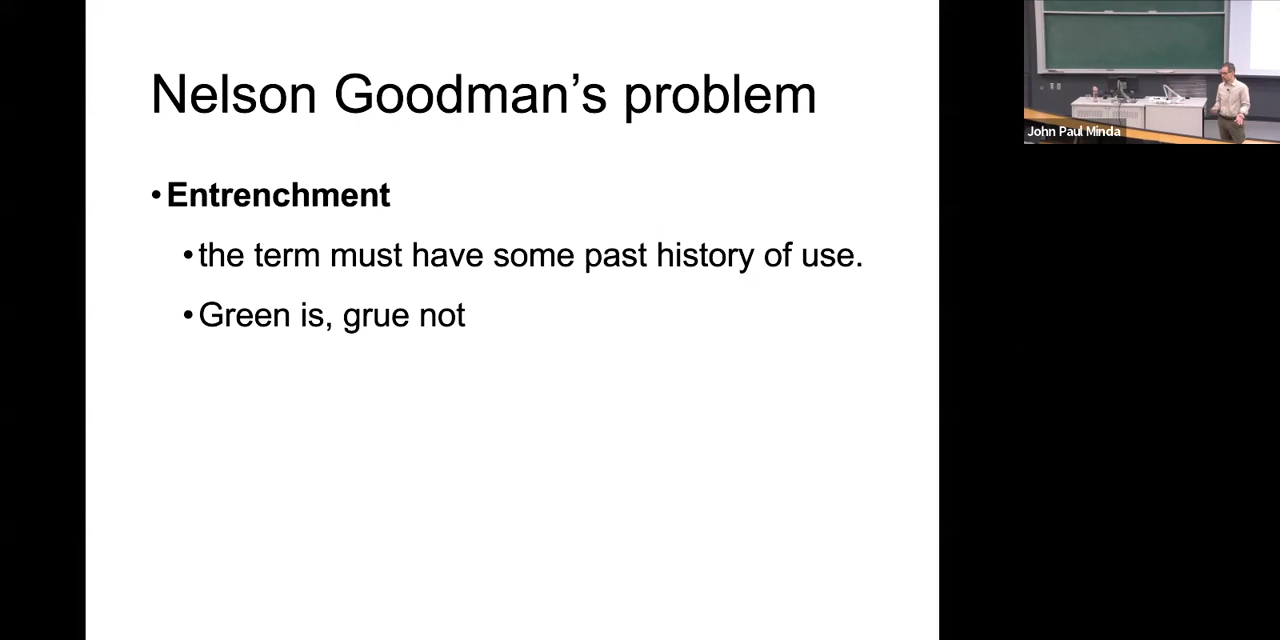 Nelson Goodman’s problem
• Entrenchment
• the term must have some past history of use.
• Green is, grue not
John Paul Minda